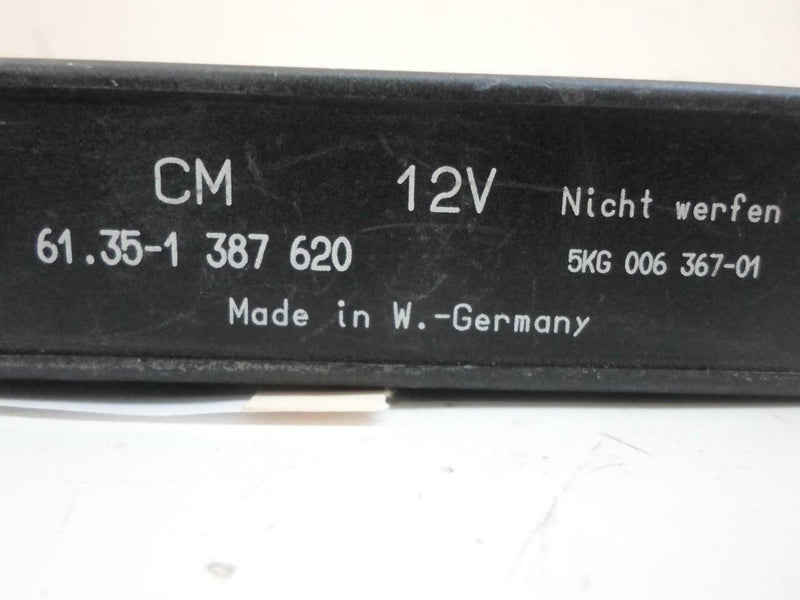 CM 12V Nicht werfen
61.35-1 387 620 5KG 006 367-01
Made in W.-Germany